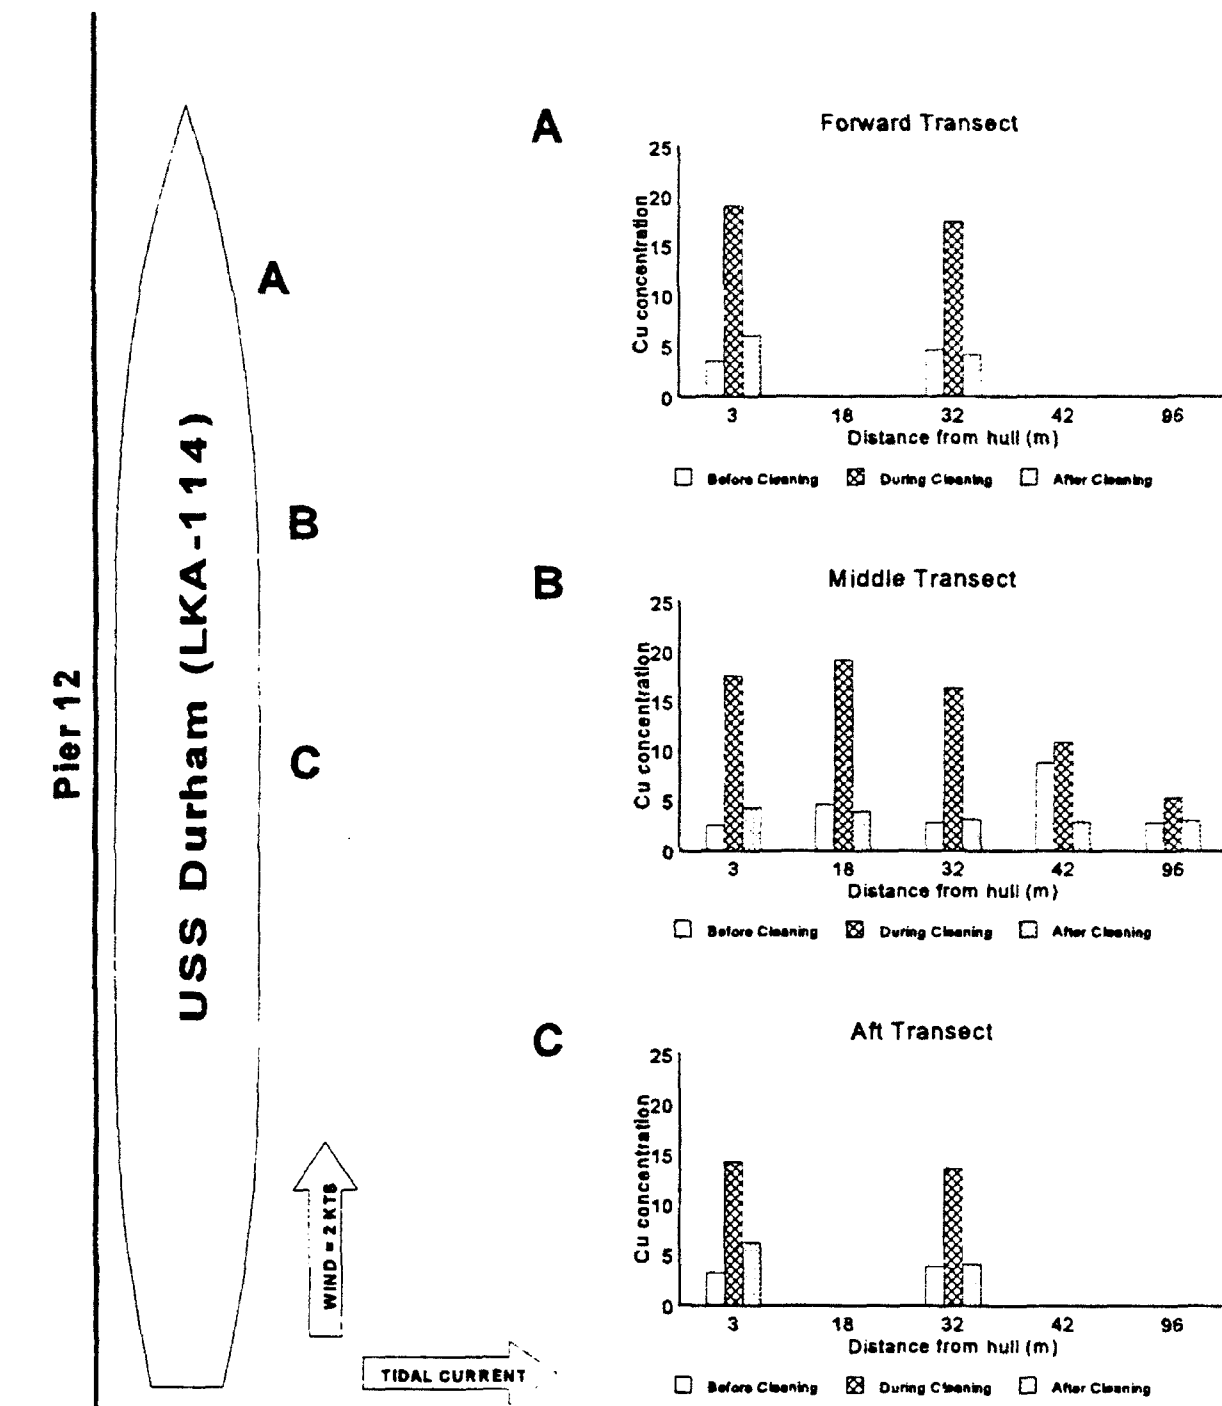 Pier 12
USS Durham (LKA-114)
A
B
C
WIND = 2 KTS
TIDAL CURRENT
A
Forward Transect
Cu concentration
25
20
15
10
5
0
3 18 32 42 96
Distance from hull (m)
Before Cleaning During Cleaning After Cleaning
B
Middle Transect
Cu concentration
25
20
15
10
5
0
3 18 32 42 96
Distance from hull (m)
Before Cleaning During Cleaning After Cleaning
C
Aft Transect
Cu concentration
25
20
15
10
5
0
3 18 32 42 96
Distance from hull (m)
Before Cleaning During Cleaning After Cleaning